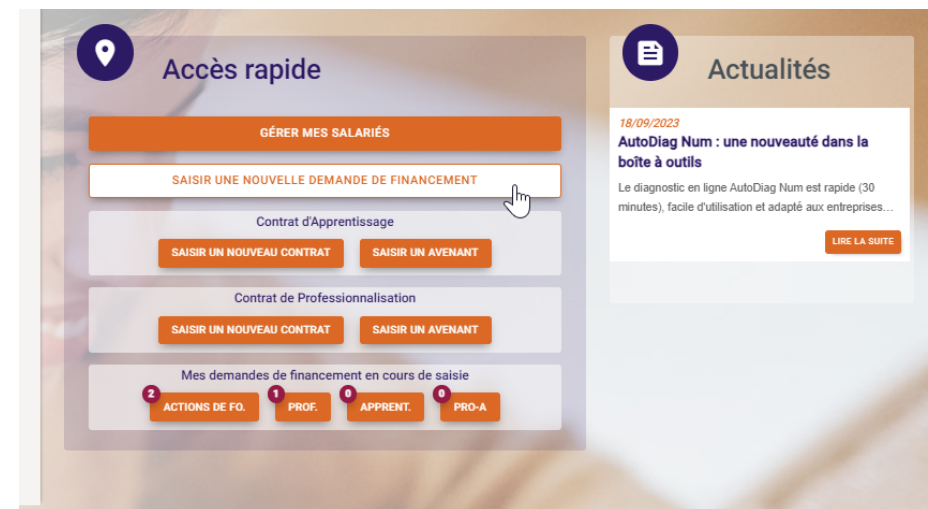 Accès rapide
GÉRER MES SALARIÉS
SAISIR UNE NOUVELLE DEMANDE DE FINANCEMENT
Contrat d'Apprentissage
SAISIR UN NOUVEAU CONTRAT SAISIR UN AVENANT
Contrat de Professionnalisation
SAISIR UN NOUVEAU CONTRAT SAISIR UN AVENANT
Mes demandes de financement en cours de saisie
2 1 0 0
ACTIONS DE FO. PROF. APPRENT. PRO-A
Actualités
18/09/2023
AutoDiag Num : une nouveauté dans la
boîte à outils
Le diagnostic en ligne AutoDiag Num est rapide (30
minutes), facile d'utilisation et adapté aux entreprises...
LIRE LA SUITE